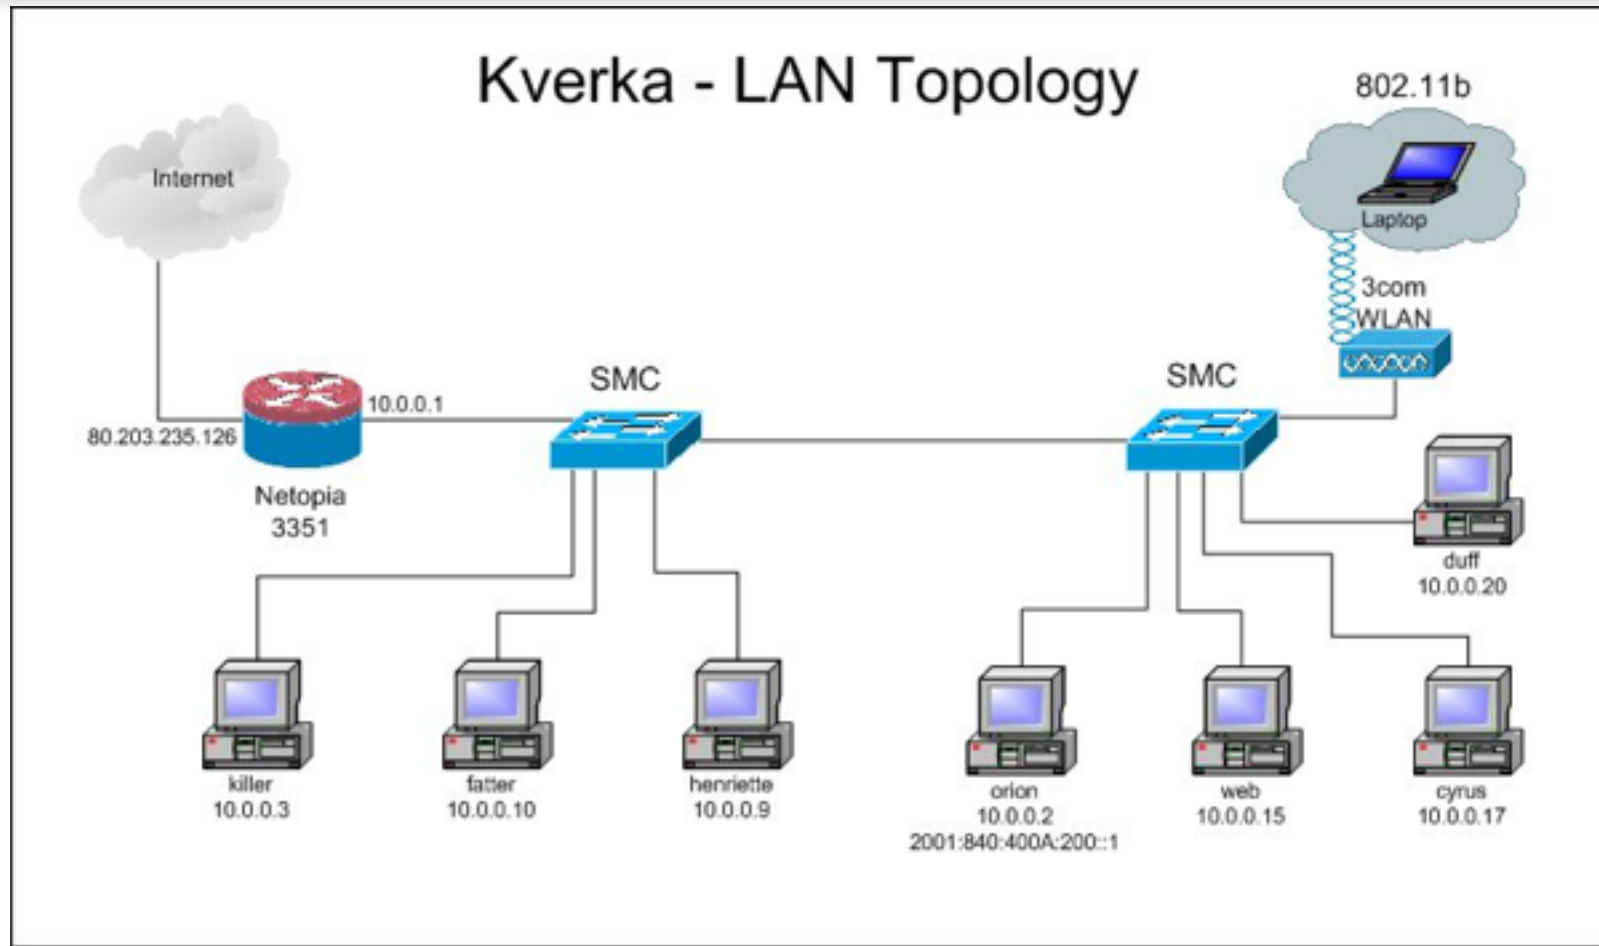 Kverka - LAN Topology
802.11b
Internet
Laptop
3com
WLAN
SMC
SMC
10.0.0.1
80.203.235.126
Netopia
3351
duff
10.0.0.20
killer
10.0.0.3
fatter
10.0.0.10
henriette
10.0.0.9
orion
10.0.0.2
2001:840:400A:200::1
web
10.0.0.15
cyrus
10.0.0.17